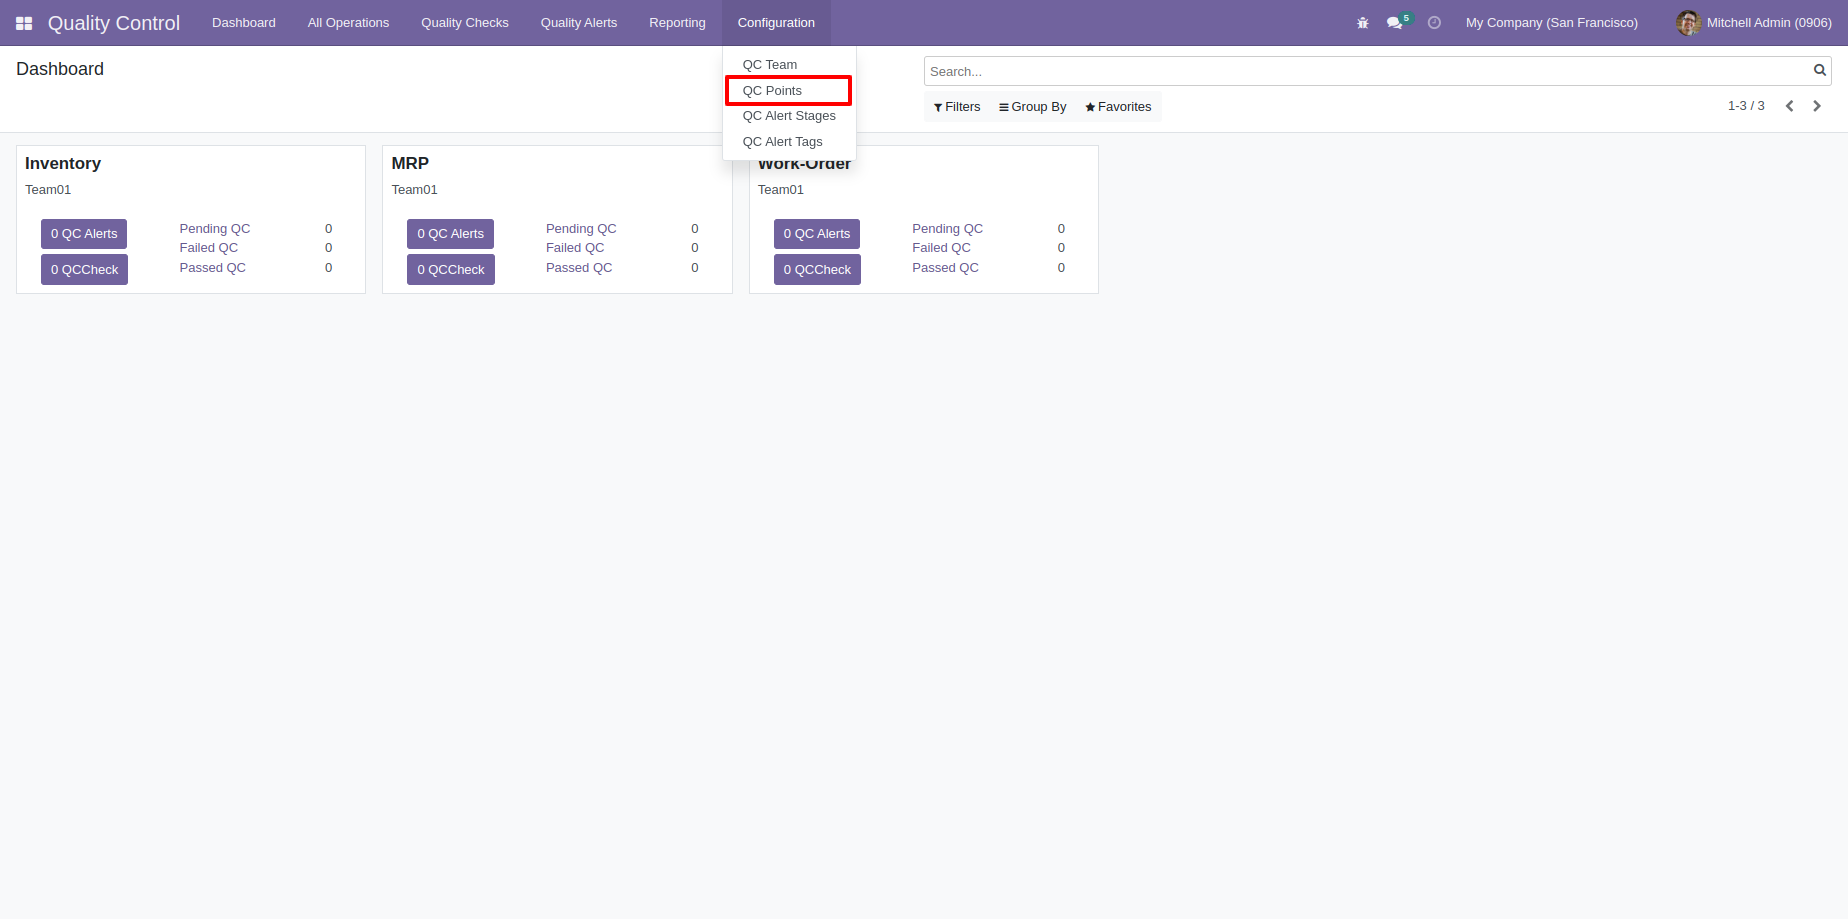 Quality Control Dashboard All Operations Quality Checks Quality Alerts Reporting Configuration 5 My Company (San Francisco) Mitchell Admin (0906)
Dashboard
QC Team
QC Points
QC Alert Stages
QC Alert Tags
Search...
Filters Group By Favorites 1-3 / 3
Inventory
Team01
0 QC Alerts
0 QCCheck
Pending QC 0
Failed QC 0
Passed QC 0
MRP
Team01
0 QC Alerts
0 QCCheck
Pending QC 0
Failed QC 0
Passed QC 0
Work-Order
Team01
0 QC Alerts
0 QCCheck
Pending QC 0
Failed QC 0
Passed QC 0